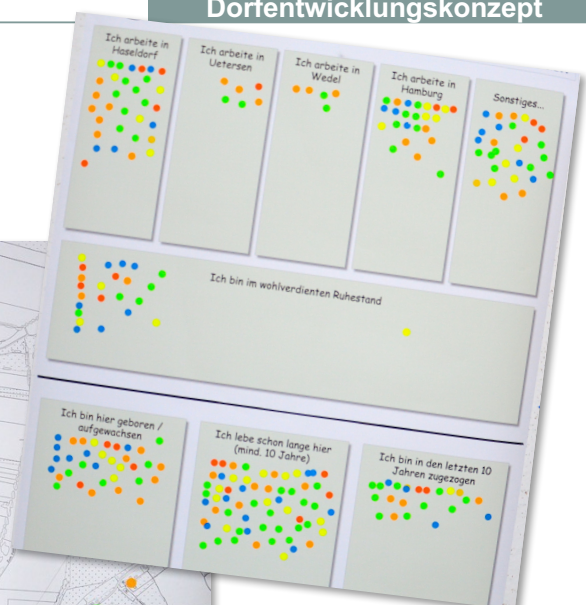 Dorfentwicklungskonzept
Ich arbeite in
Haseldorf
Ich arbeite in
Uetersen
Ich arbeite in
Wedel
Ich arbeite in
Hamburg
Sonstiges...
Ich bin im wohlverdienten Ruhestand
Ich bin hier geboren /
aufgewachsen
Ich lebe schon lange hier
(mind. 10 Jahre)
Ich bin in den letzten 10
Jahren zugezogen